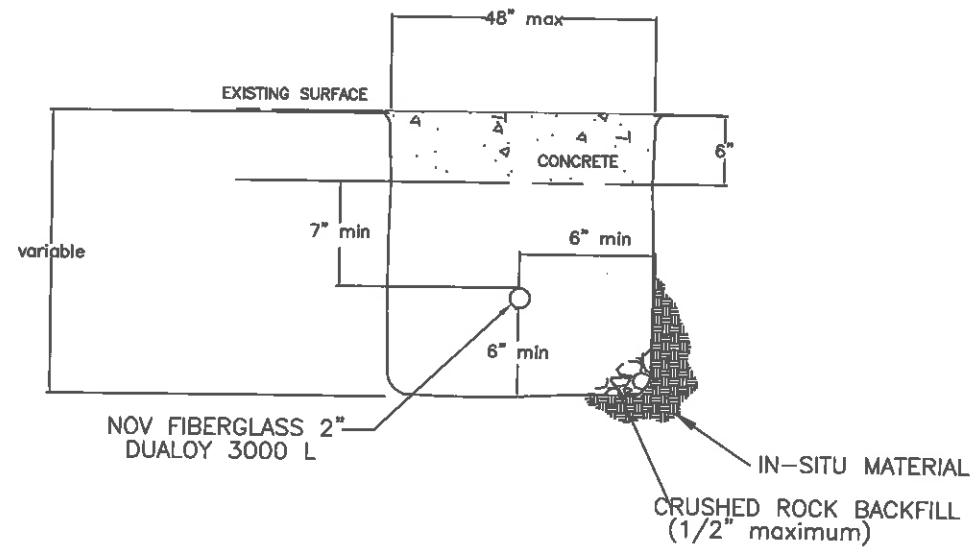 48" max
EXISTING SURFACE
6"
CONCRETE
7" min
6" min
variable
6" min
NOV FIBERGLASS 2"
DUALOY 3000 L
IN-SITU MATERIAL
CRUSHED ROCK BACKFILL
(1/2" maximum)